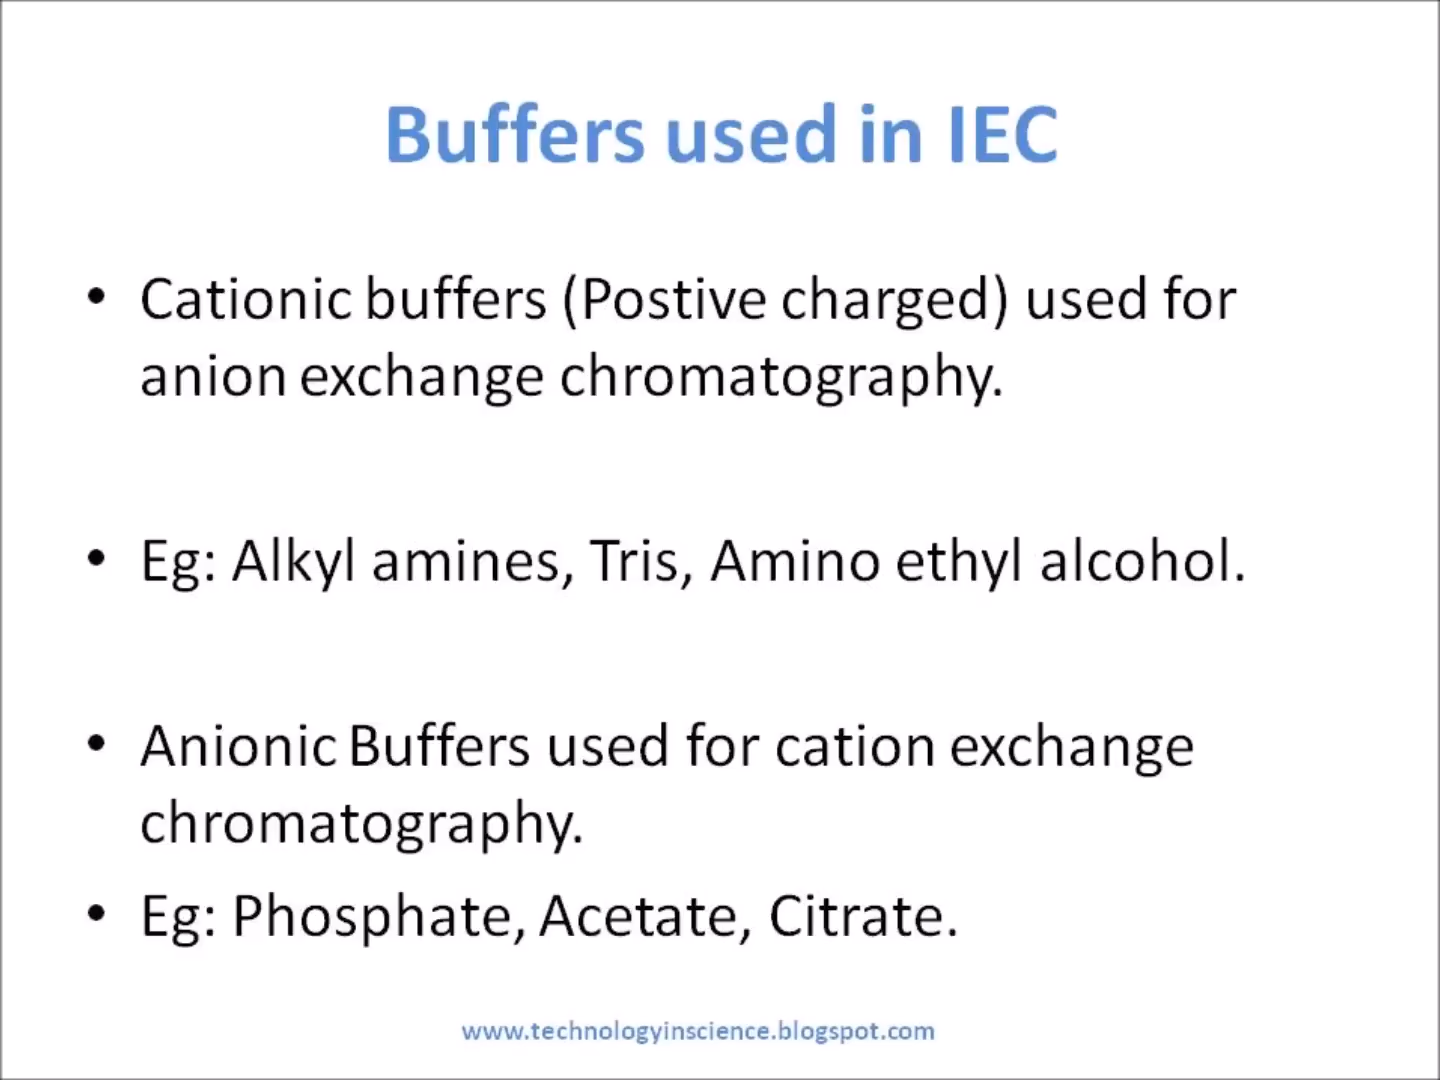 Buffers used in IEC
• Cationic buffers (Postive charged) used for
anion exchange chromatography.
• Eg: Alkyl amines, Tris, Amino ethyl alcohol.
• Anionic Buffers used for cation exchange
chromatography.
• Eg: Phosphate, Acetate, Citrate.
www.technologyinscience.blogspot.com